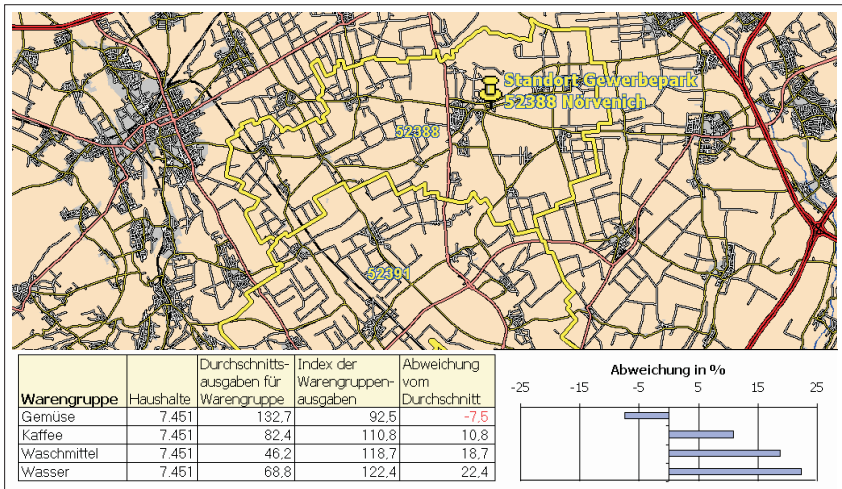 Standort Gewerbepark
52388 Nörvenich
52388
52391
Warengruppe Haushalte Durchschnitts-ausgaben für Warengruppe Index der Warengruppen-ausgaben Abweichung vom Durchschnitt
Gemüse 7.451 132,7 92,5 -7,5
Kaffee 7.451 82,4 110,8 10,8
Waschmittel 7.451 46,2 118,7 18,7
Wasser 7.451 68,8 122,4 22,4
Abweichung in %
-25 -15 -5 5 15 25